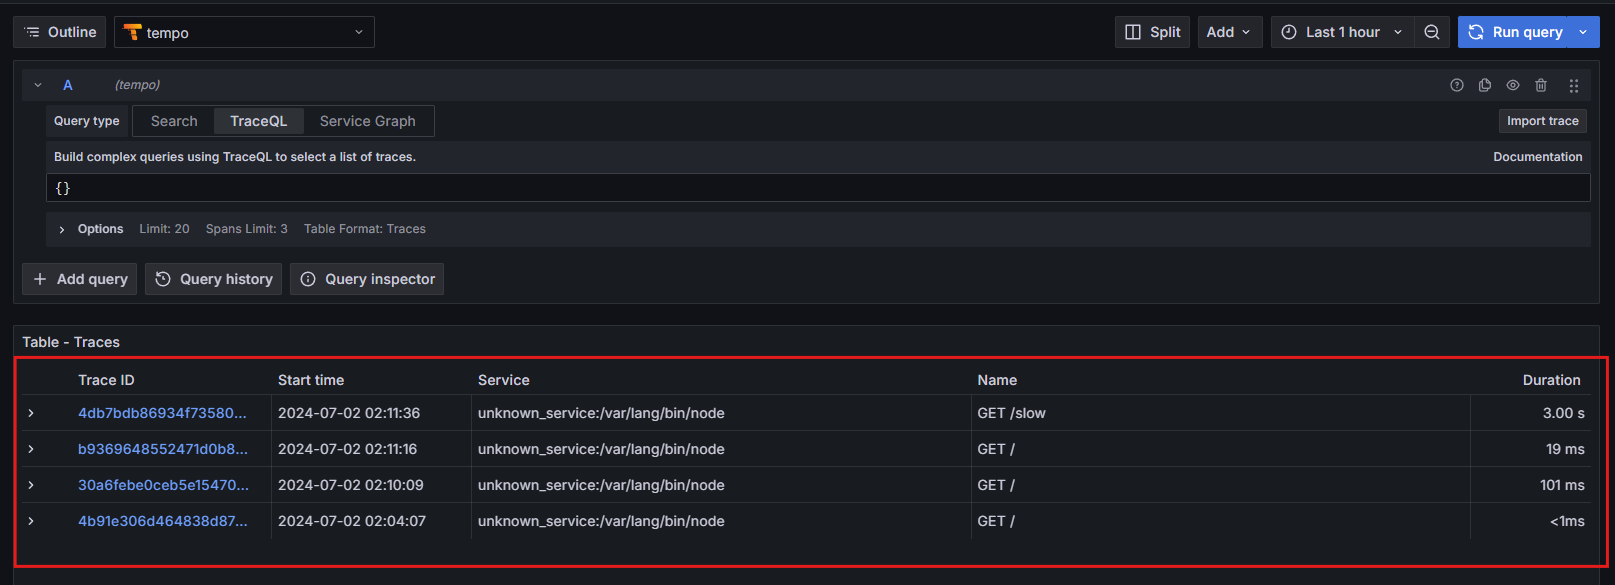 Outline tempo Split Add Last 1 hour Run query
A (tempo)
Query type Search TraceQL Service Graph Import trace
Build complex queries using TraceQL to select a list of traces. Documentation
{}
Options Limit: 20 Spans Limit: 3 Table Format: Traces
Add query Query history Query inspector
Table - Traces
Trace ID Start time Service Name Duration
4db7bdb86934f73580... 2024-07-02 02:11:36 unknown_service:/var/lang/bin/node GET /slow 3.00 s
b9369648552471d0b8... 2024-07-02 02:11:16 unknown_service:/var/lang/bin/node GET / 19 ms
30a6febe0ceb5e15470... 2024-07-02 02:10:09 unknown_service:/var/lang/bin/node GET / 101 ms
4b91e306d464838d87... 2024-07-02 02:04:07 unknown_service:/var/lang/bin/node GET / <1ms